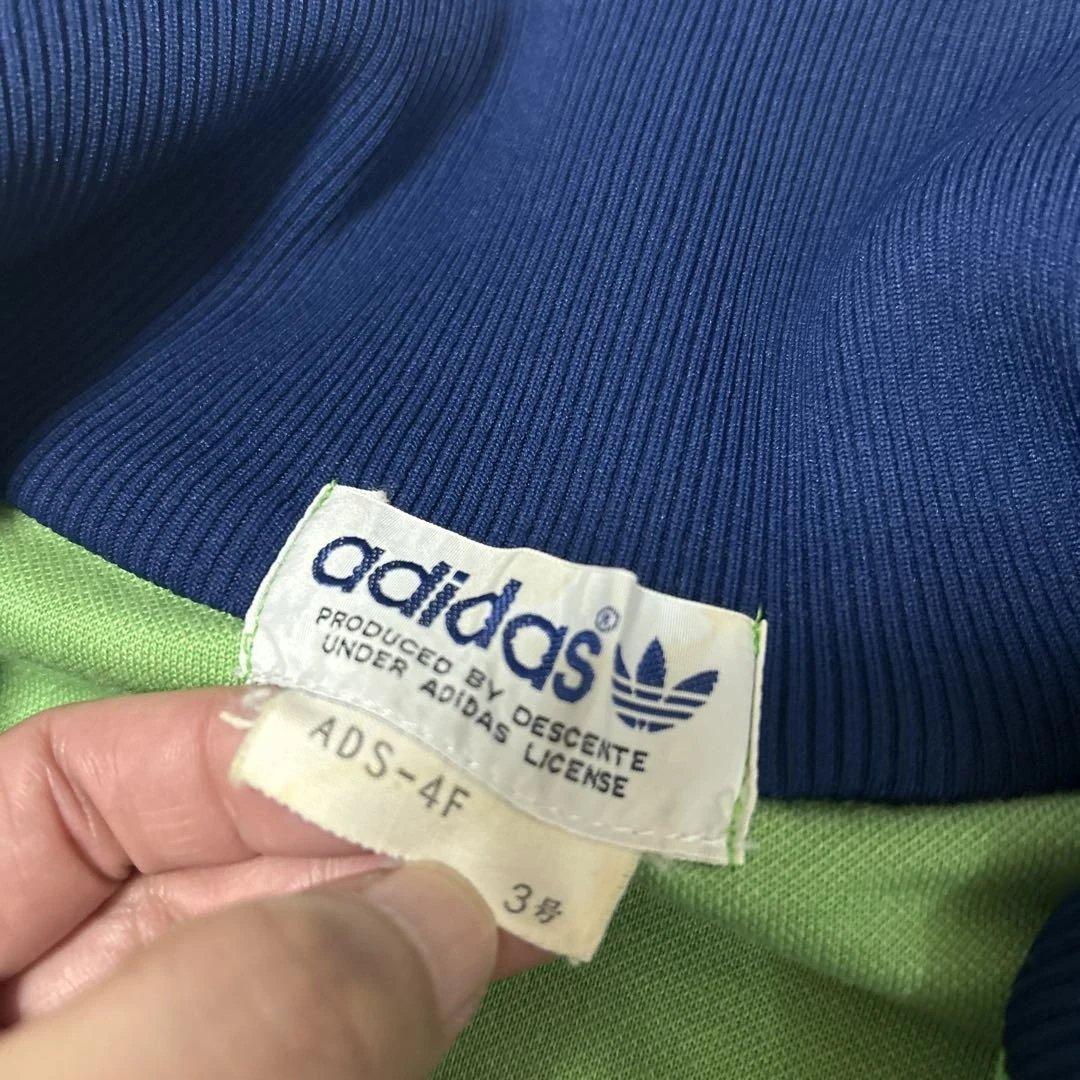 adidas®
PRODUCED BY DESCENTE
UNDER ADIDAS LICENSE
ADS-4F
3号